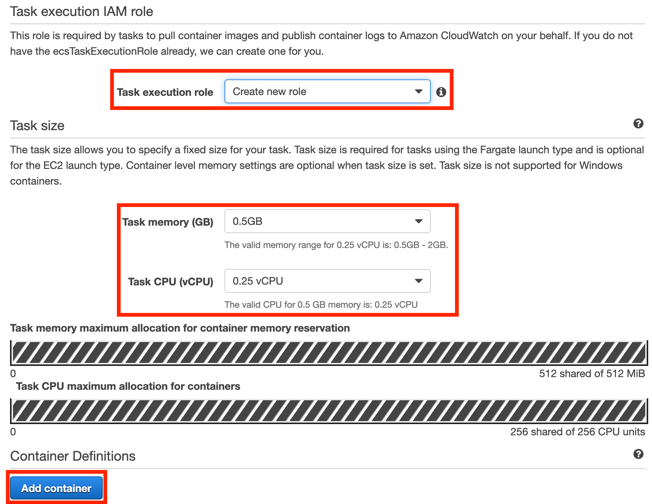 Task execution IAM role
This role is required by tasks to pull container images and publish container logs to Amazon CloudWatch on your behalf. If you do not
have the ecsTaskExecutionRole already, we can create one for you.
Task execution role Create new role
Task size
The task size allows you to specify a fixed size for your task. Task size is required for tasks using the Fargate launch type and is optional
for the EC2 launch type. Container level memory settings are optional when task size is set. Task size is not supported for Windows
containers.
Task memory (GB) 0.5GB
The valid memory range for 0.25 vCPU is: 0.5GB - 2GB.
Task CPU (vCPU) 0.25 vCPU
The valid CPU for 0.5 GB memory is: 0.25 vCPU
Task memory maximum allocation for container memory reservation
0 512 shared of 512 MiB
Task CPU maximum allocation for containers
0 256 shared of 256 CPU units
Container Definitions
Add container